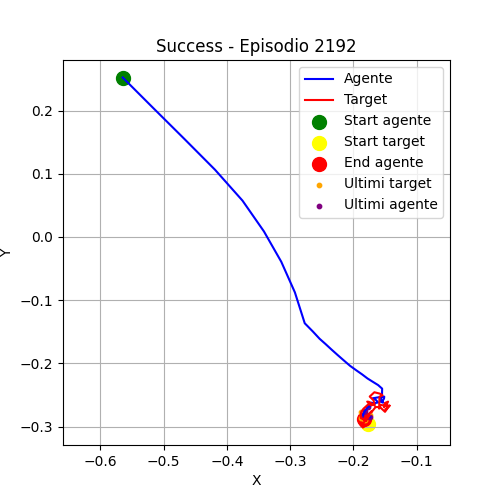 Success - Episodio 2192
Agente
Target
Start agente
Start target
End agente
Ultimi target
Ultimi agente
Y
0.2
0.1
0.0
−0.1
−0.2
−0.3
−0.6
−0.5
−0.4
−0.3
−0.2
−0.1
X